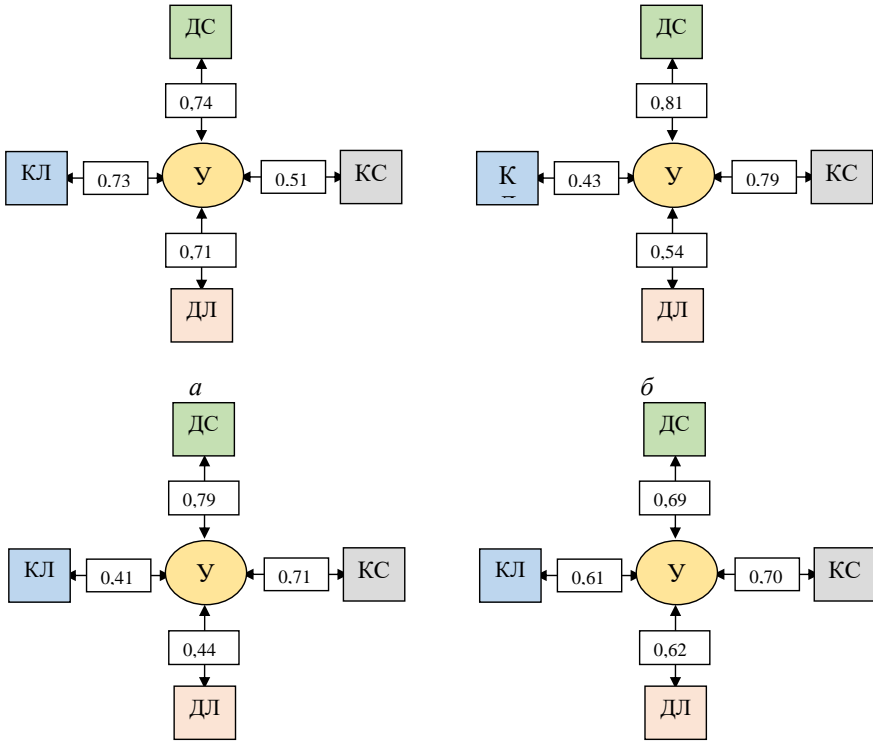 ДС ДС
0,74 0,81
КЛ 0,73 У 0,51 КС К 0,43 У 0,79 КС
0,71 0,54
ДЛ ДЛ
а б
ДС ДС
0,79 0,69
КЛ 0,41 У 0,71 КС КЛ 0,61 У 0,70 КС
0,44 0,62
ДЛ ДЛ